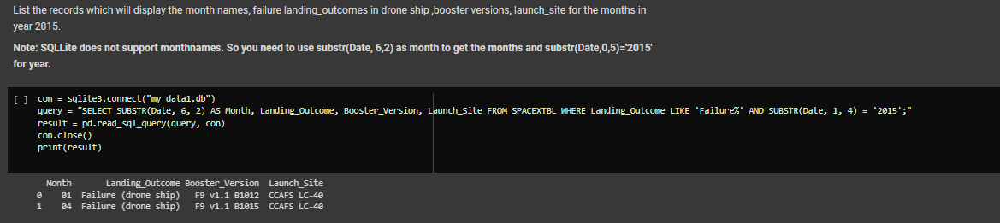 List the records which will display the month names, failure landing_outcomes in drone ship ,booster versions, launch_site for the months in
year 2015.
Note: SQLLite does not support monthnames. So you need to use substr(Date, 6,2) as month to get the months and substr(Date,0,5)='2015'
for year.
[ ] con = sqlite3.connect("my_data1.db")
query = "SELECT SUBSTR(Date, 6, 2) AS Month, Landing_Outcome, Booster_Version, Launch_Site FROM SPACEXTBL WHERE Landing_Outcome LIKE 'Failure%' AND SUBSTR(Date, 1, 4) = '2015';"
result = pd.read_sql_query(query, con)
con.close()
print(result)
Month Landing_Outcome Booster_Version Launch_Site
0 01 Failure (drone ship) F9 v1.1 B1012 CCAFS LC-40
1 04 Failure (drone ship) F9 v1.1 B1015 CCAFS LC-40